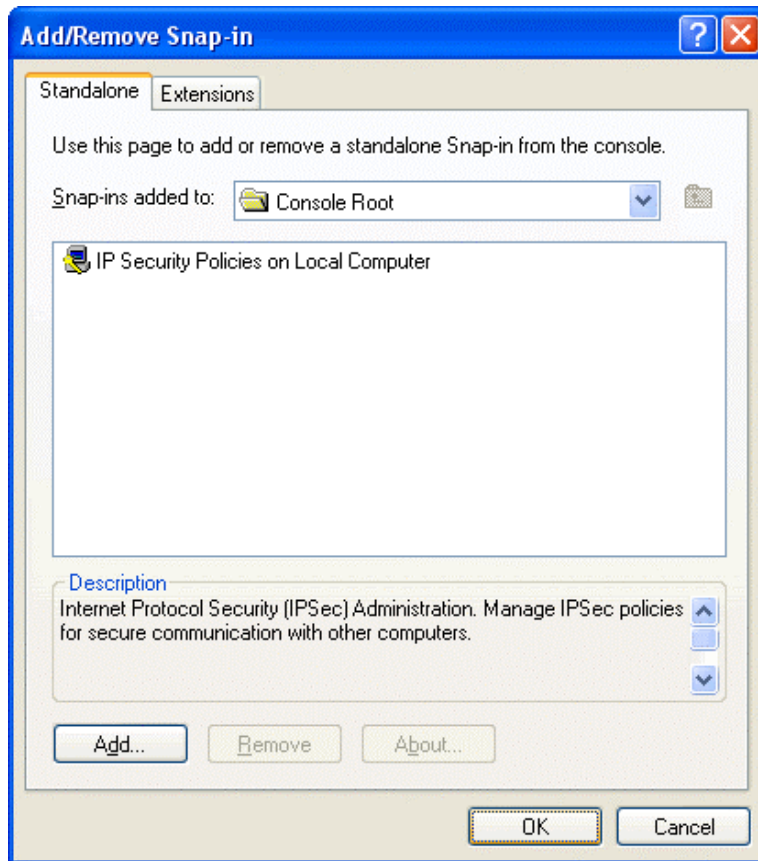 Add/Remove Snap-in
Standalone
Extensions
Use this page to add or remove a standalone Snap-in from the console.
Snap-ins added to:
Console Root
IP Security Policies on Local Computer
Description
Internet Protocol Security (IPSec) Administration. Manage IPSec policies
for secure communication with other computers.
Add...
Remove
About...
OK
Cancel